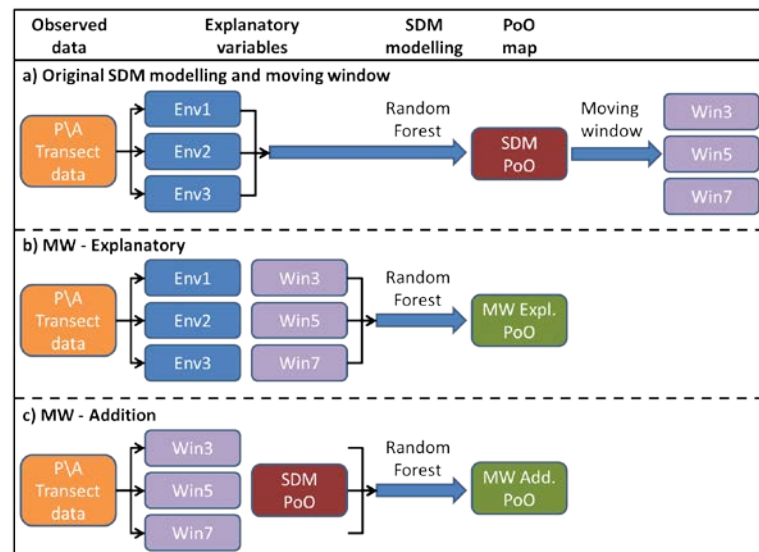 Observed data
Explanatory variables
SDM modelling
PoO map
a) Original SDM modelling and moving window
P\A Transect data
Env1
Env2
Env3
Random Forest
SDM PoO
Moving window
Win3
Win5
Win7
b) MW - Explanatory
P\A Transect data
Env1
Env2
Env3
Win3
Win5
Win7
Random Forest
MW Expl. PoO
c) MW - Addition
P\A Transect data
Win3
Win5
Win7
SDM PoO
Random Forest
MW Add. PoO